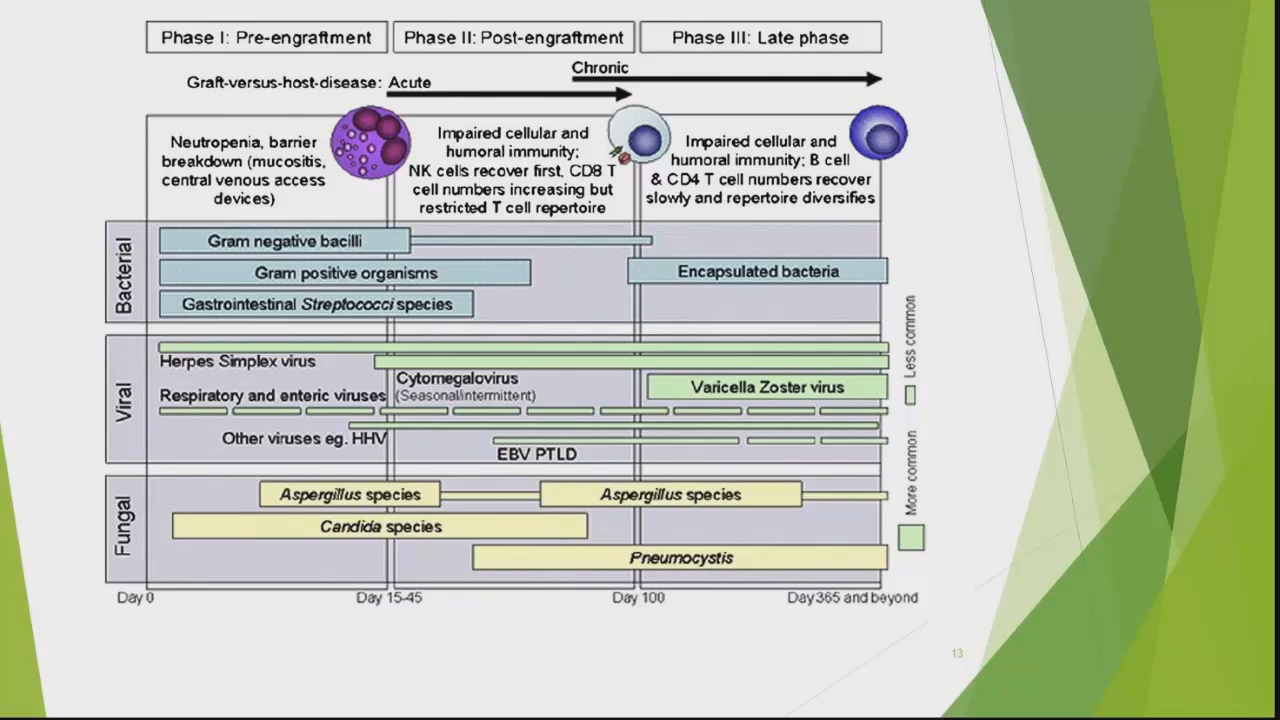 Phase I: Pre-engraftment
Phase II: Post-engraftment
Phase III: Late phase
Chronic
Graft-versus-host-disease: Acute
Neutropenia, barrier
breakdown (mucositis,
central venous access
devices)
Impaired cellular and
humoral immunity;
NK cells recover first, CD8 T
cell numbers increasing but
restricted T cell repertoire
Impaired cellular and
humoral immunity; B cell
& CD4 T cell numbers recover
slowly and repertoire diversifies
Bacterial
Gram negative bacilli
Gram positive organisms
Encapsulated bacteria
Gastrointestinal Streptococci species
Viral
Herpes Simplex virus
Cytomegalovirus
Varicella Zoster virus
Respiratory and enteric viruses (Seasonal/intermittent)
Other viruses eg. HHV
EBV PTLD
Fungal
Aspergillus species
Aspergillus species
Candida species
Pneumocystis
Less common
More common
Day 0
Day 15-45
Day 100
Day 365 and beyond
13